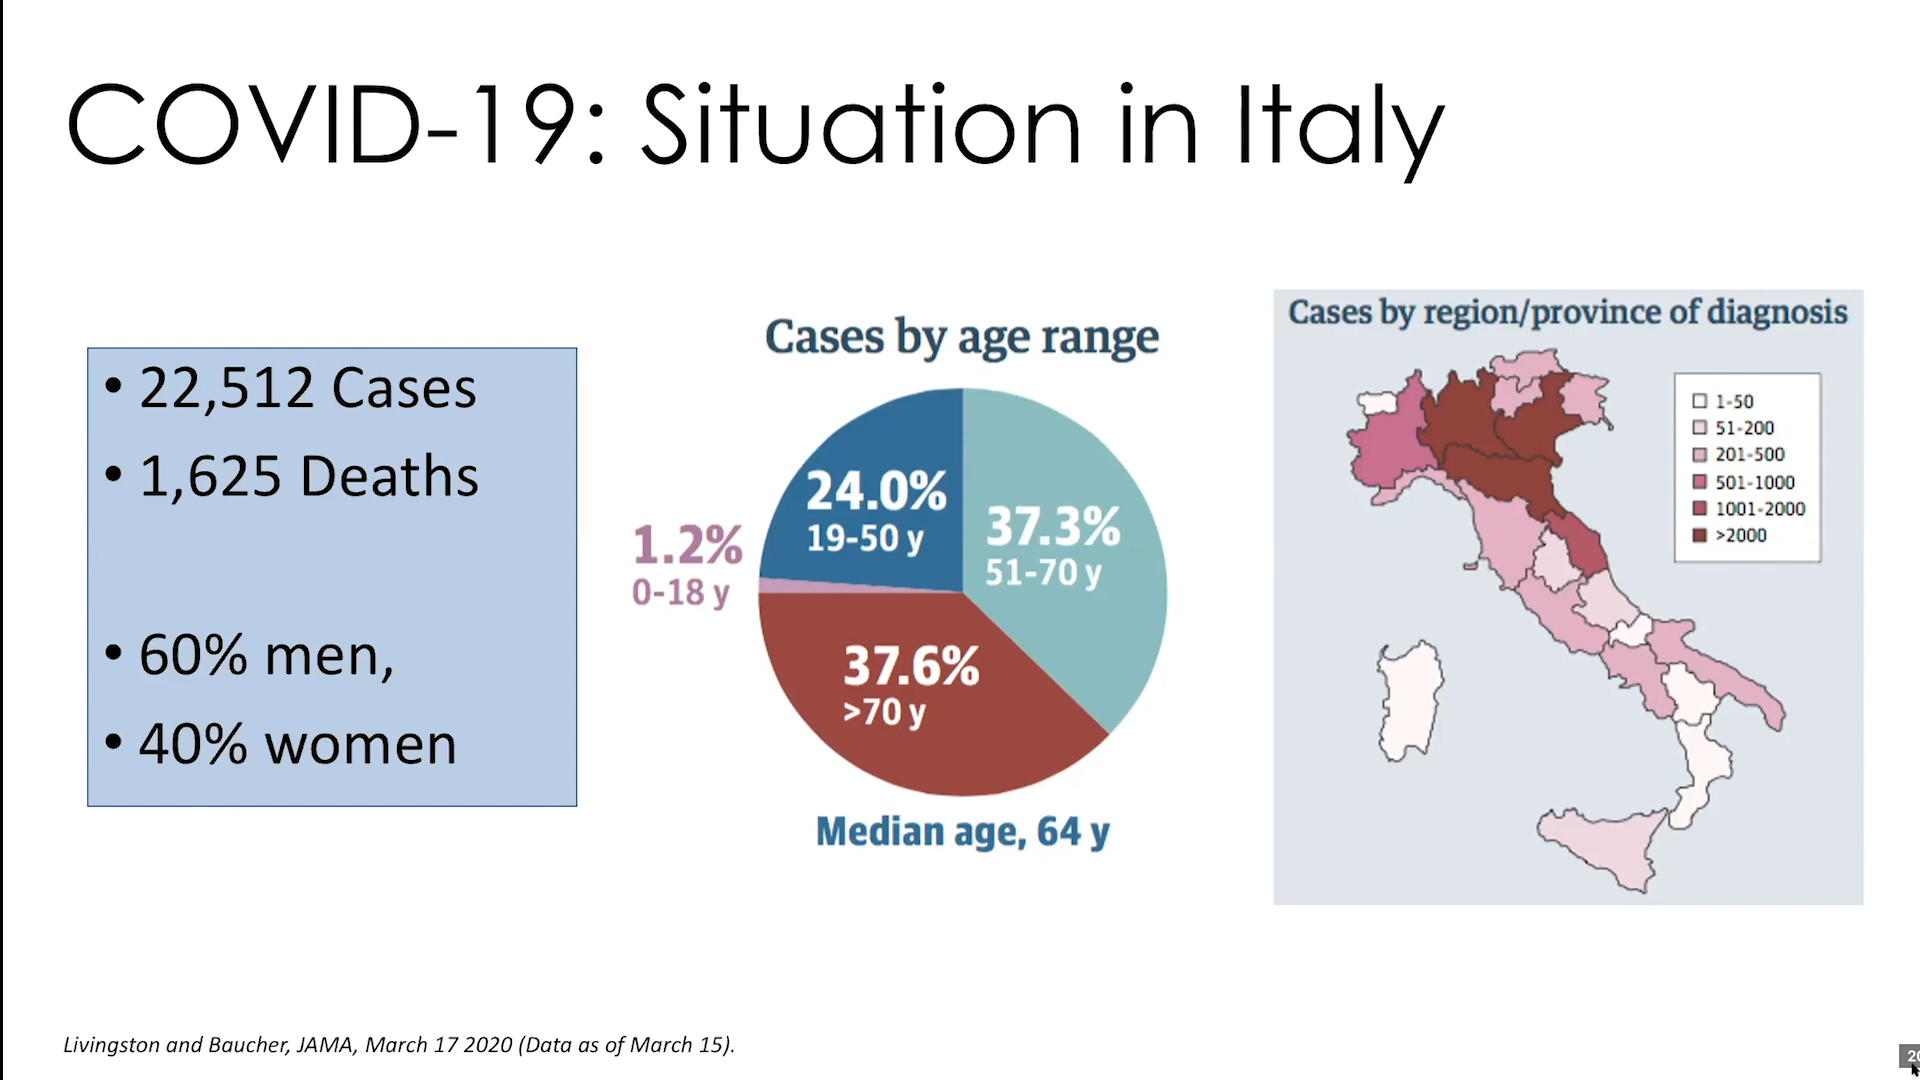 COVID-19: Situation in Italy
• 22,512 Cases
• 1,625 Deaths
• 60% men,
• 40% women
Cases by age range
24.0%
19-50 y
37.3%
51-70 y
1.2%
0-18 y
37.6%
>70 y
Median age, 64 y
Cases by region/province of diagnosis
1-50
51-200
201-500
501-1000
1001-2000
>2000
Livingston and Baucher, JAMA, March 17 2020 (Data as of March 15).